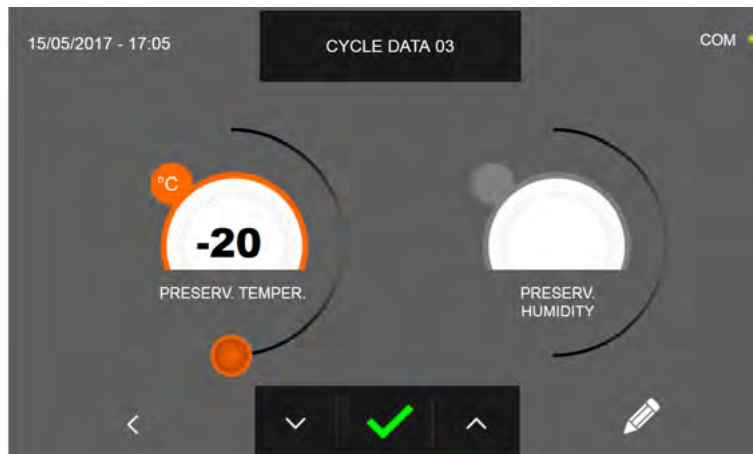 15/05/2017 - 17:05
CYCLE DATA 03
COM
°C
-20
PRESERV. TEMPER.
PRESERV.
HUMIDITY